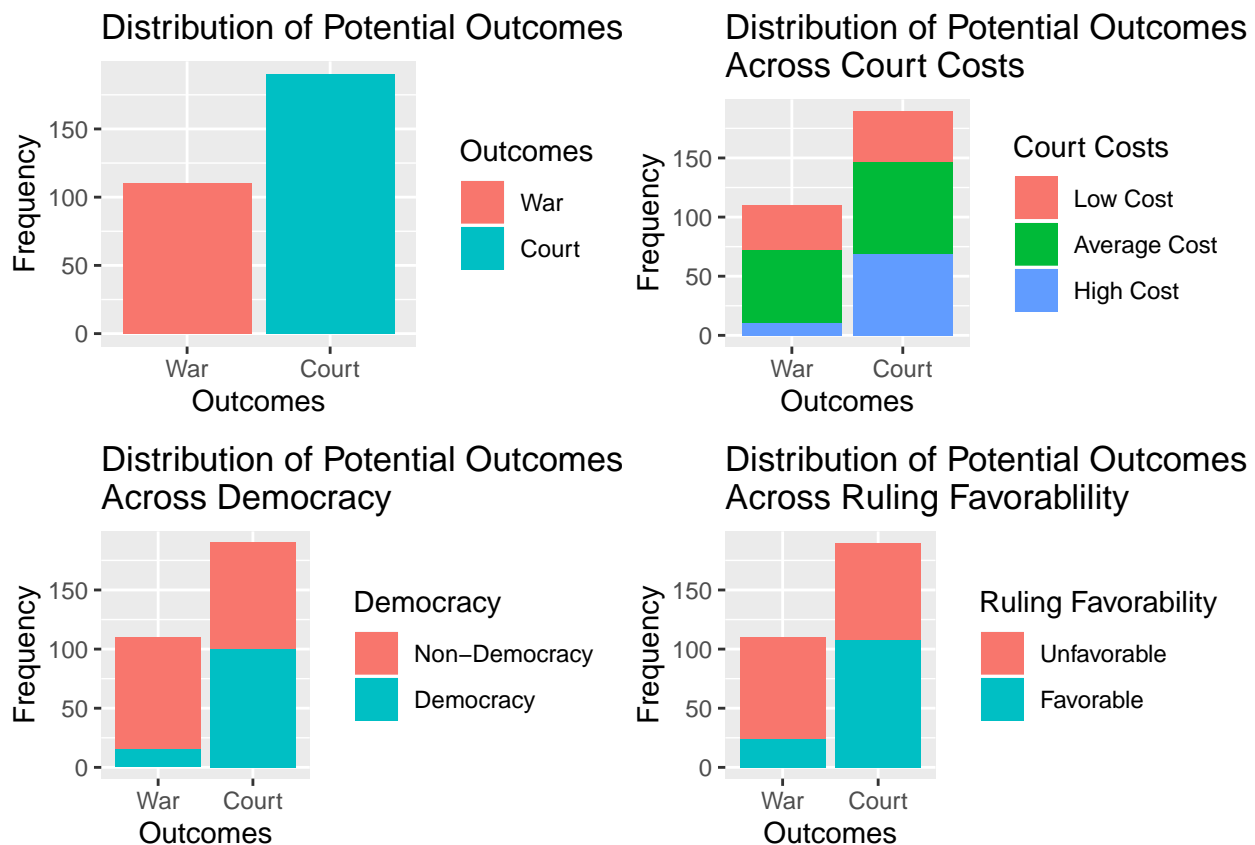 Distribution of Potential Outcomes
Frequency
150
100
50
0
War
Court
Outcomes
Outcomes
War
Court
Distribution of Potential Outcomes
Across Court Costs
Frequency
150
100
50
0
War
Court
Outcomes
Court Costs
Low Cost
Average Cost
High Cost
Distribution of Potential Outcomes
Across Democracy
Frequency
150
100
50
0
War
Court
Outcomes
Democracy
Non−Democracy
Democracy
Distribution of Potential Outcomes
Across Ruling Favorablility
Frequency
150
100
50
0
War
Court
Outcomes
Ruling Favorability
Unfavorable
Favorable